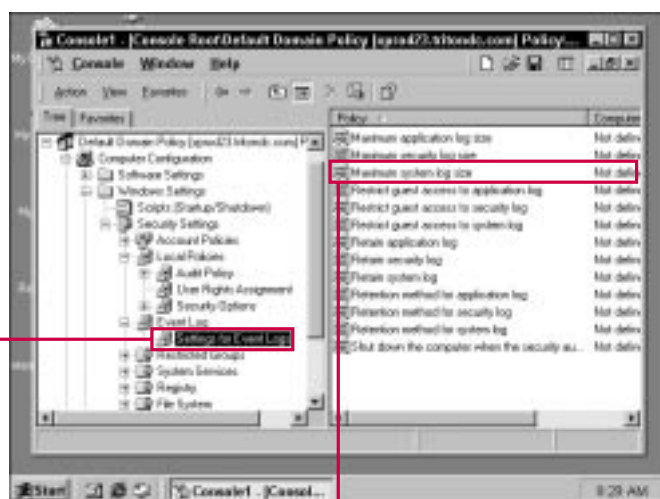 Console1 - [Console Root\Default Domain Policy [xprod23.tritondc.com] Policy\...
Console Window Help
Action View Favorites
Tree Favorites
Default Domain Policy [xprod23.tritondc.com] P
Computer Configuration
Software Settings
Windows Settings
Scripts (Startup/Shutdown)
Security Settings
Account Policies
Local Policies
Audit Policy
User Rights Assignment
Security Options
Event Log
Settings for Event Logs
Restricted Groups
System Services
Registry
File System
Policy Computer
Maximum application log size Not defin
Maximum security log size Not defin
Maximum system log size Not defin
Restrict guest access to application log Not defin
Restrict guest access to security log Not defin
Restrict guest access to system log Not defin
Retain application log Not defin
Retain security log Not defin
Retain system log Not defin
Retention method for application log Not defin
Retention method for security log Not defin
Retention method for system log Not defin
Shut down the computer when the security au... Not defin
Start Console1 - [Consol... 8:28 AM